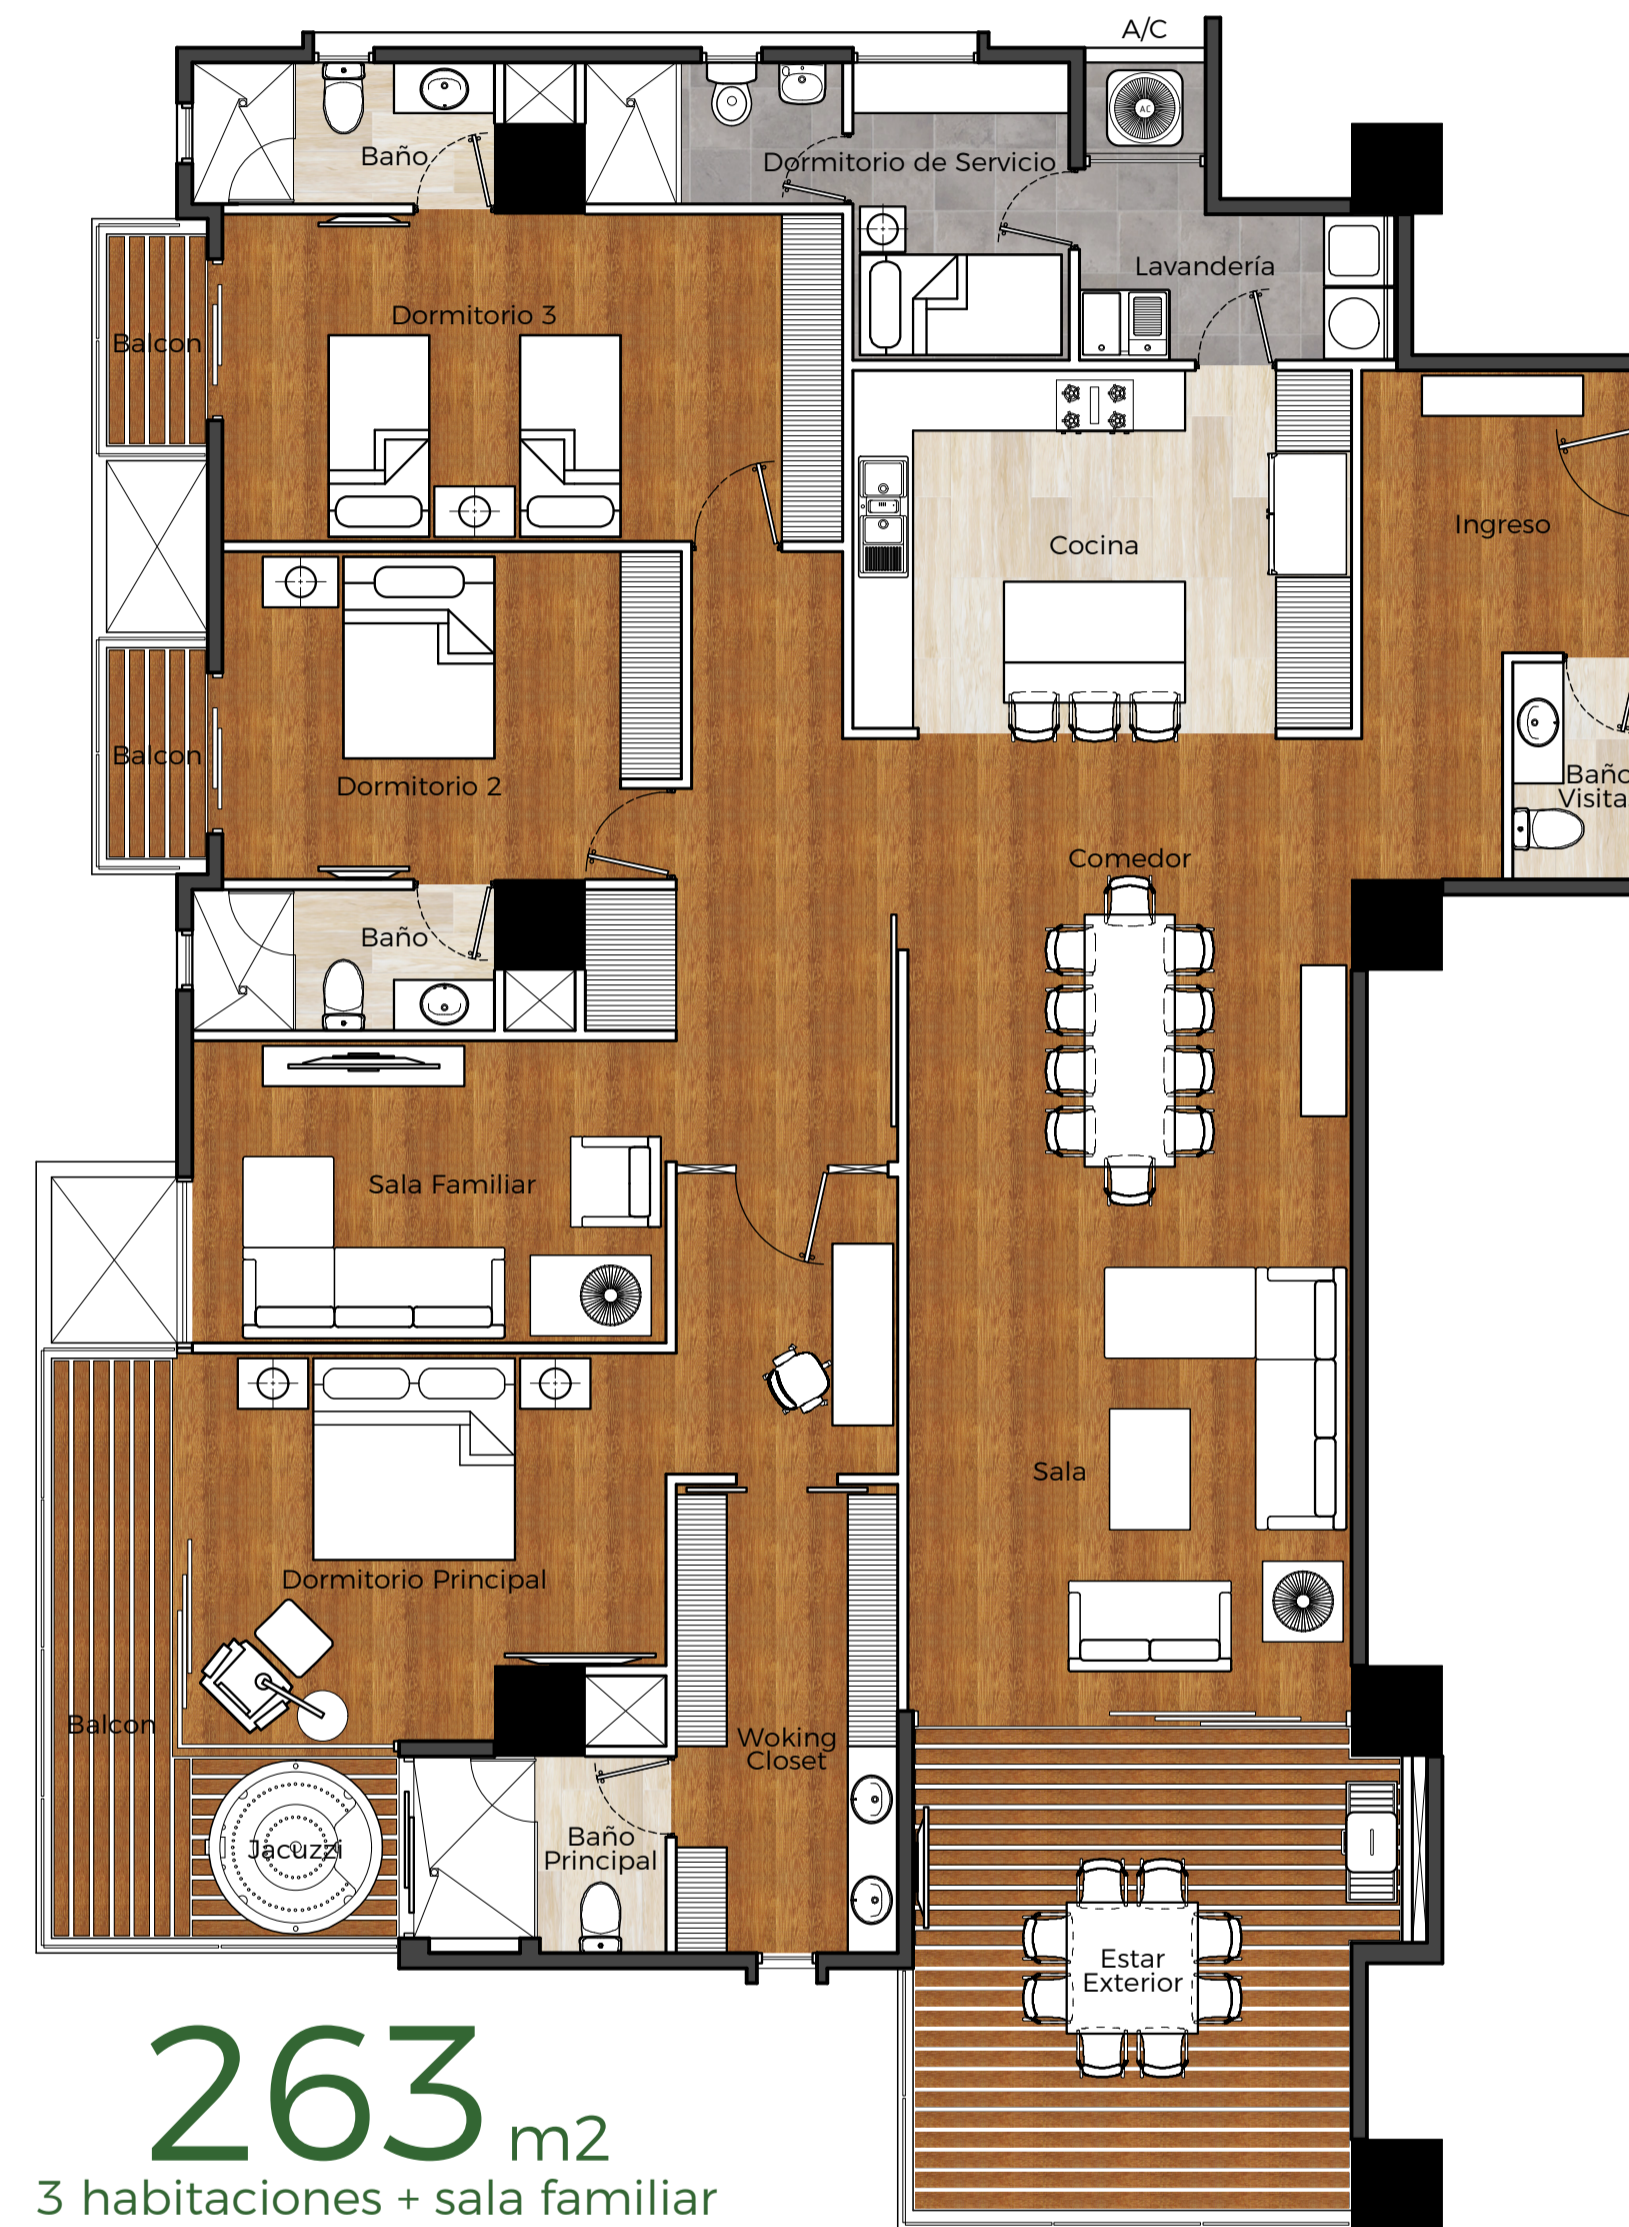 A/C
Baño
Dormitorio de Servicio
Lavandería
Dormitorio 3
Balcon
Cocina
Ingreso
Balcon
Dormitorio 2
Baño
Visita
Comedor
Baño
Sala Familiar
Sala
Dormitorio Principal
Balcon
Woking
Closet
Jacuzzi
Baño
Principal
Estar
Exterior
263 m2
3 habitaciones + sala familiar